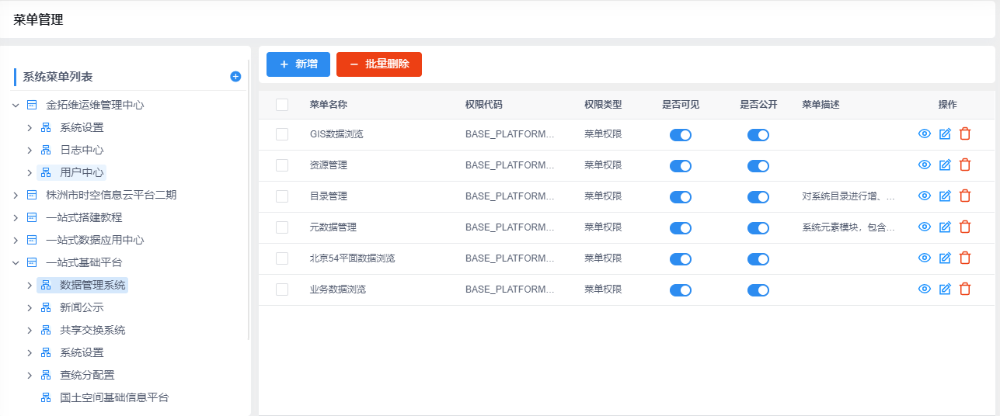 菜单管理
系统菜单列表
金拓维运维管理中心
系统设置
日志中心
用户中心
株洲市时空信息云平台二期
一站式搭建教程
一站式数据应用中心
一站式基础平台
数据管理系统
新闻公示
共享交换系统
系统设置
查统分配置
国土空间基础信息平台
新增 批量删除
菜单名称 权限代码 权限类型 是否可见 是否公开 菜单描述 操作
GIS数据浏览 BASE_PLATFORM... 菜单权限
资源管理 BASE_PLATFORM... 菜单权限
目录管理 BASE_PLATFORM... 菜单权限 对系统目录进行增、...
元数据管理 BASE_PLATFORM... 菜单权限 系统元素模块，包含...
北京54平面数据浏览 BASE_PLATFORM... 菜单权限
业务数据浏览 BASE_PLATFORM... 菜单权限